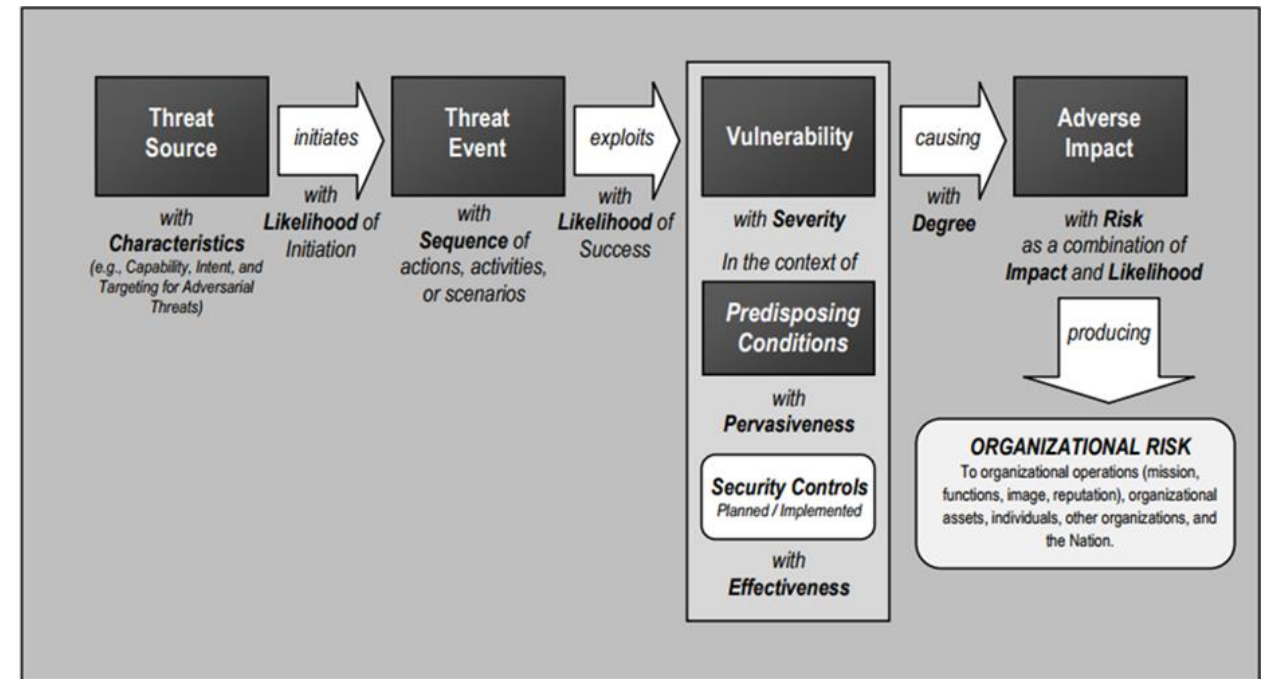 Threat
Source
initiates
Threat
Event
exploits
Vulnerability
causing
Adverse
Impact
with
Characteristics
(e.g., Capability, Intent, and
Targeting for Adversarial
Threats)
with
Likelihood of
Initiation
with
Sequence of
actions, activities,
or scenarios
with
Likelihood of
Success
with Severity
In the context of
Predisposing
Conditions
with
Pervasiveness
Security Controls
Planned / Implemented
with
Effectiveness
with
Degree
with Risk
as a combination of
Impact and Likelihood
producing
ORGANIZATIONAL RISK
To organizational operations (mission,
functions, image, reputation), organizational
assets, individuals, other organizations, and
the Nation.